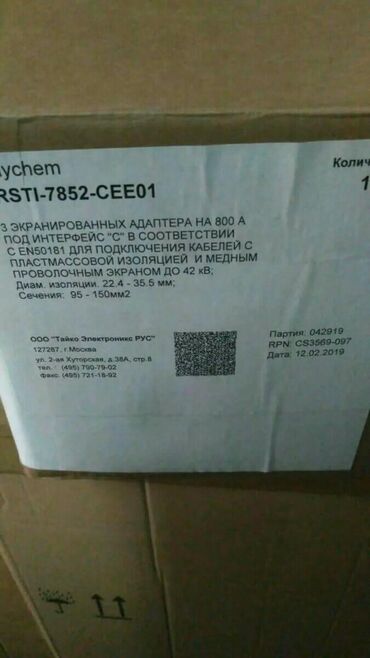 ychem
RSTI-7852-CEE01
Колич
1
3 ЭКРАНИРОВАННЫХ АДАПТЕРА НА 800 А
ПОД ИНТЕРФЕЙС "С" В СООТВЕТСТВИИ
С EN50181 ДЛЯ ПОДКЛЮЧЕНИЯ КАБЕЛЕЙ С
ПЛАСТМАССОВОЙ ИЗОЛЯЦИЕЙ И МЕДНЫМ
ПРОВОЛОЧНЫМ ЭКРАНОМ ДО 42 кВ;
Диам. изоляции. 22.4 - 35.5 мм;
Сечения: 95 - 150мм2
ООО "Тайко Электроникс РУС"
127287, г.Москва
ул. 2-ая Хуторская, д.38А, стр.8
тел. : (495) 790-79-02
Факс. (495) 721-18-92
Партия: 042919
RPN: CS3569-097
Дата: 12.02.2019